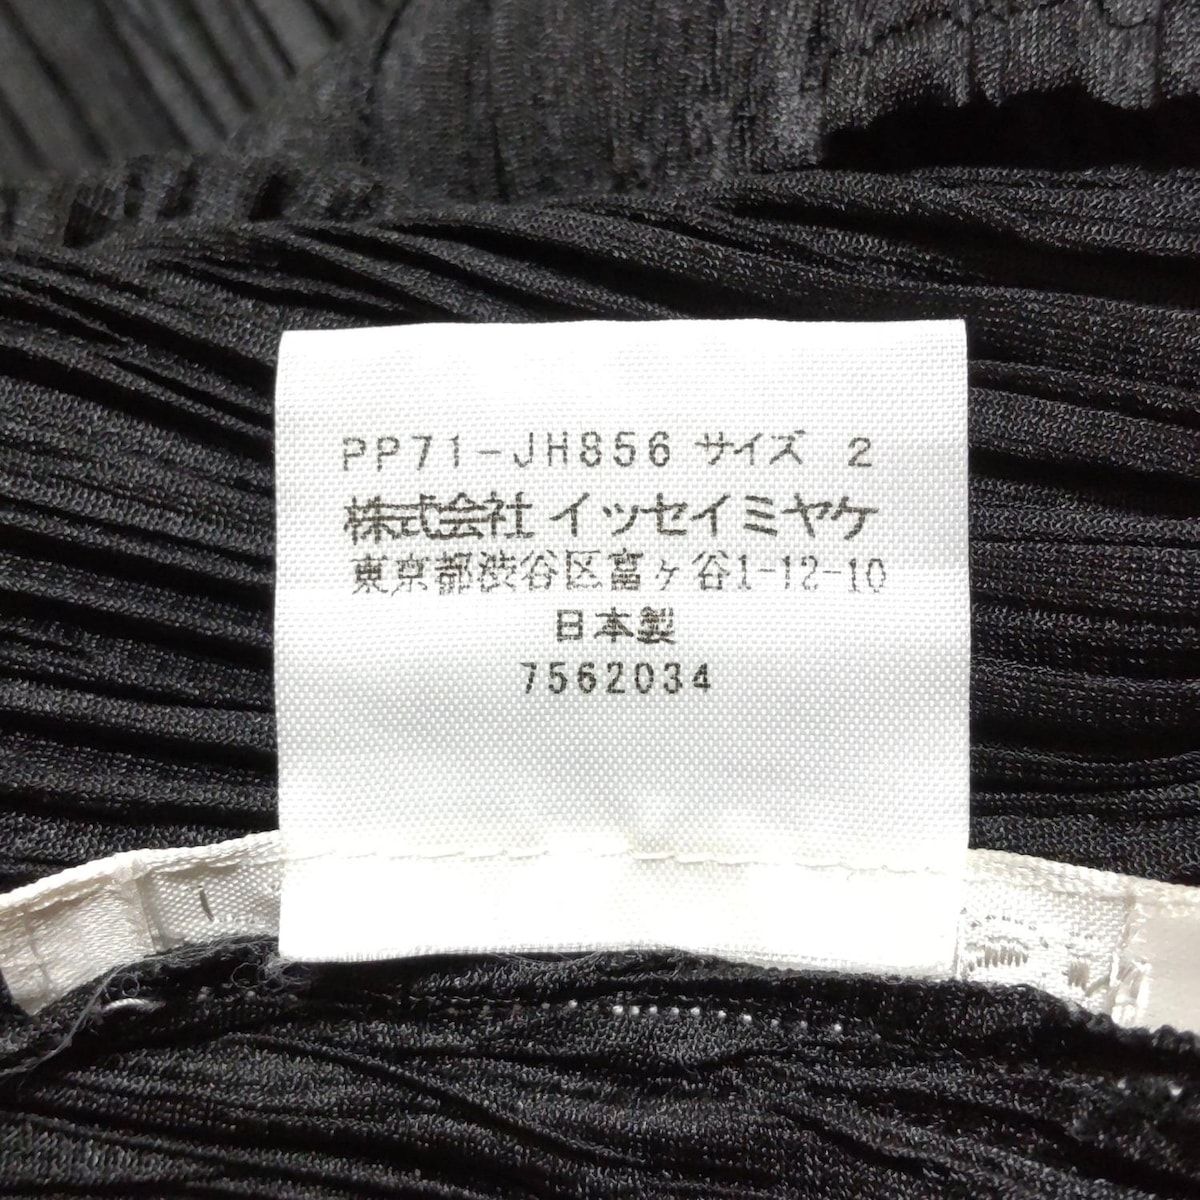 PP71-JH856 サイズ 2
株式会社 イッセイミヤケ
東京都渋谷区富ヶ谷1-12-10
日本製
7562034